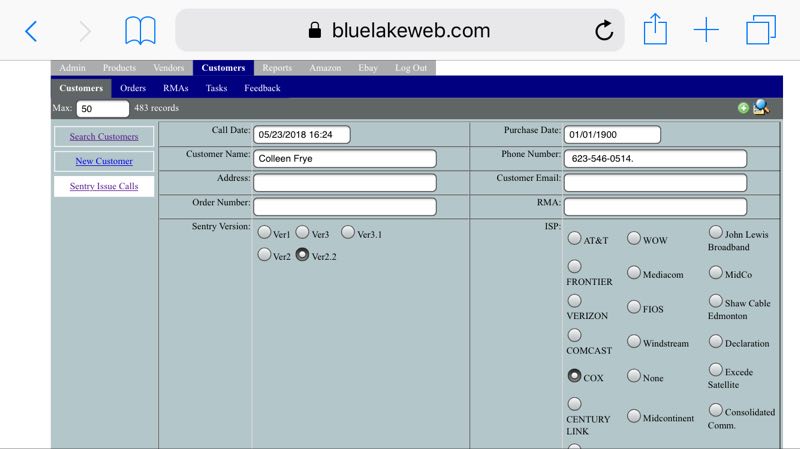 bluelakeweb.com
Admin Products Vendors Customers Reports Amazon Ebay Log Out
Customers Orders RMAs Tasks Feedback
Max: 50 483 records
Search Customers
New Customer
Sentry Issue Calls
Call Date: 05/23/2018 16:24 Purchase Date: 01/01/1900
Customer Name: Colleen Frye Phone Number: 623-546-0514.
Address: Customer Email:
Order Number: RMA:
Sentry Version: Ver1 Ver3 Ver3.1
Ver2 Ver2.2
ISP:
AT&T WOW John Lewis Broadband
FRONTIER Mediacom MidCo
VERIZON FIOS Shaw Cable Edmonton
COMCAST Windstream Declaration
COX None Excede Satellite
CENTURY LINK Midcontinent Consolidated Comm.